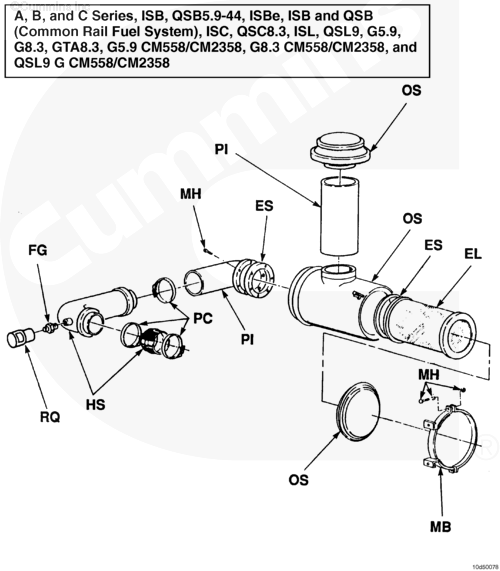 A, B, and C Series, ISB, QSB5.9-44, ISBe, ISB and QSB
(Common Rail Fuel System), ISC, QSC8.3, ISL, QSL9, G5.9,
G8.3, GTA8.3, G5.9 CM558/CM2358, G8.3 CM558/CM2358, and
QSL9 G CM558/CM2358
OS
PI
MH
ES
OS
ES
EL
FG
PC
PI
MH
HS
RQ
OS
MB
Cummins
®
10d50078